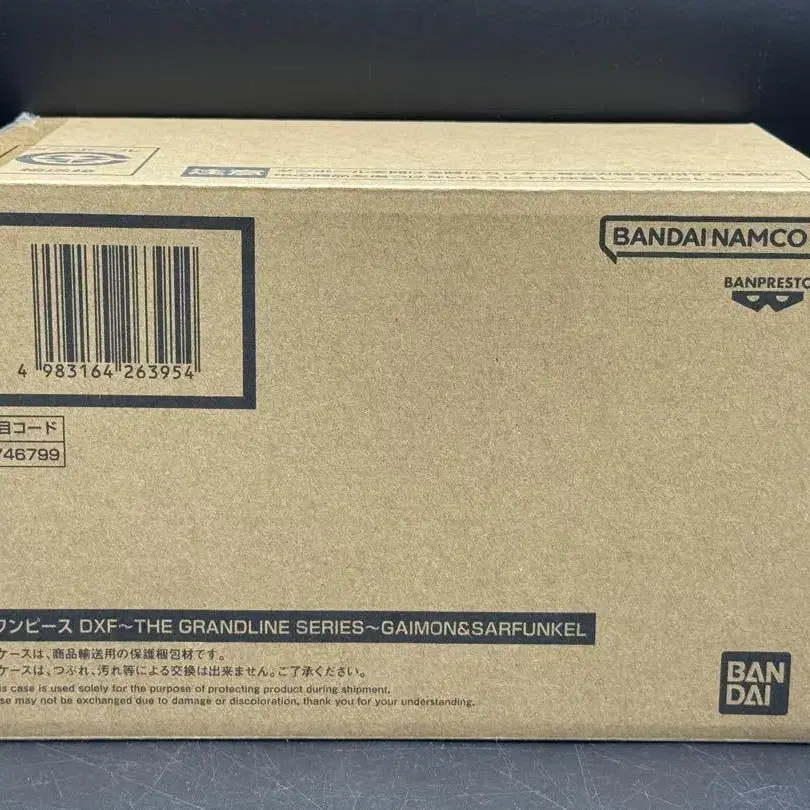 注意
BANDAI NAMCO
BANPRESTO
4 983164 263954
目コード
746799
ワンピース DXF~THE GRANDLINE SERIES~GAIMON&SARFUNKEL
ケースは、商品輸送用の保護梱包材です。
ケースは、つぶれ、汚れ等による交換は出来ません。ご了承ください。
is case is used solely for the purpose of protecting product during shipment.
se may not be exchanged due to damage or discoloration, thank you for your understanding.
BAN
DAI